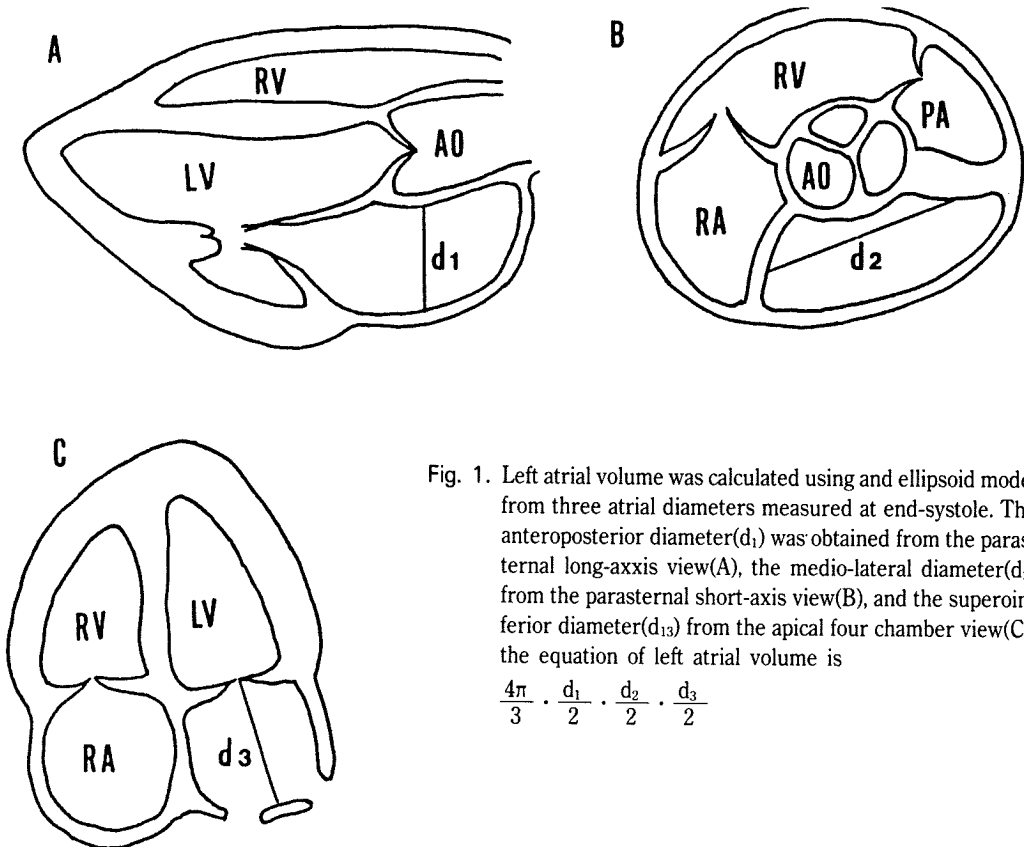 A
RV
LV
AO
d1
B
RV
PA
AO
RA
d2
C
RV
LV
RA
d3
Fig. 1. Left atrial volume was calculated using and ellipsoid mode
from three atrial diameters measured at end-systole. Th
anteroposterior diameter(d₁) was obtained from the paras
ternal long-axxis view(A), the medio-lateral diameter(d
from the parasternal short-axis view(B), and the superoin
ferior diameter(d₁₃) from the apical four chamber view(C
the equation of left atrial volume is
4π/3 · d₁/2 · d₂/2 · d₃/2